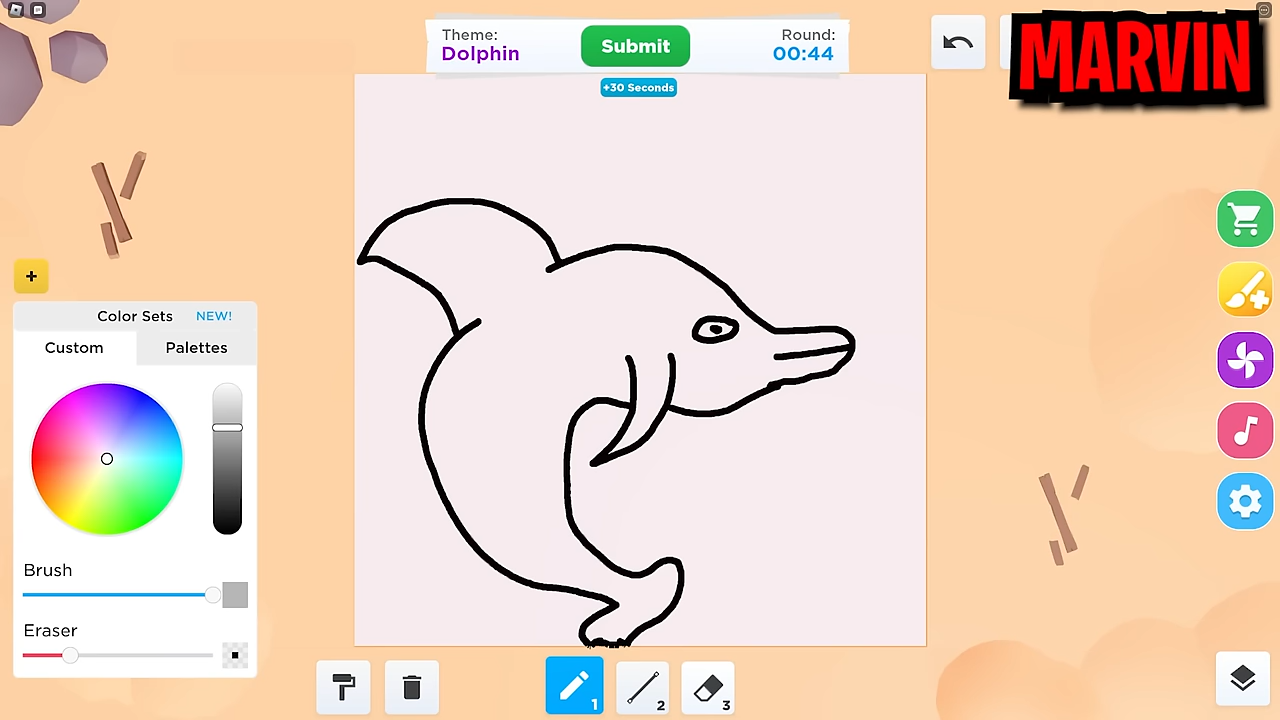 Theme:
Dolphin
Submit
Round:
00:44
+30 Seconds
MARVIN
+
Color Sets NEW!
Custom Palettes
Brush
Eraser
1
2
3